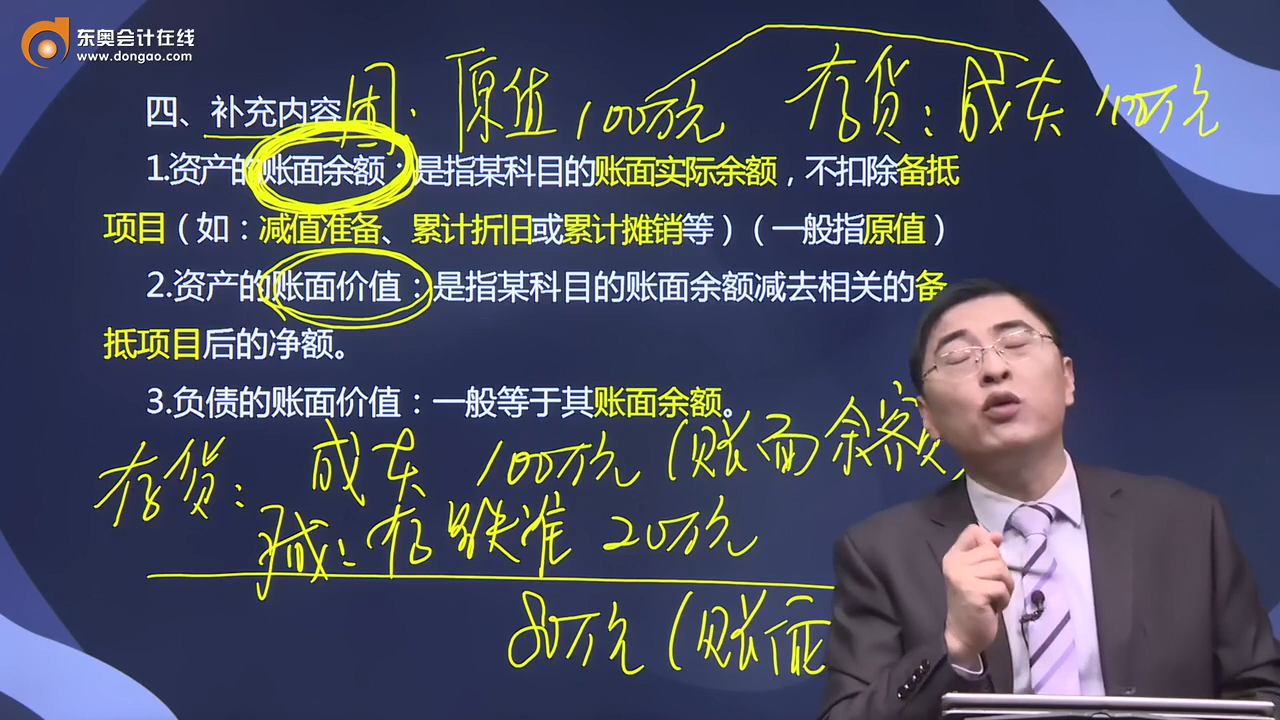 东奥会计在线
www.dongao.com
四、补充内容
固：原值100万元
存货：成本100万元
1.资产的账面余额：是指某科目的账面实际余额，不扣除备抵
项目（如：减值准备、累计折旧或累计摊销等）（一般指原值）
2.资产的账面价值：是指某科目的账面余额减去相关的备
抵项目后的净额。
3.负债的账面价值：一般等于其账面余额。
存货：成本 100万元（账面余额
减：存跌准 20万元
80万元（账价